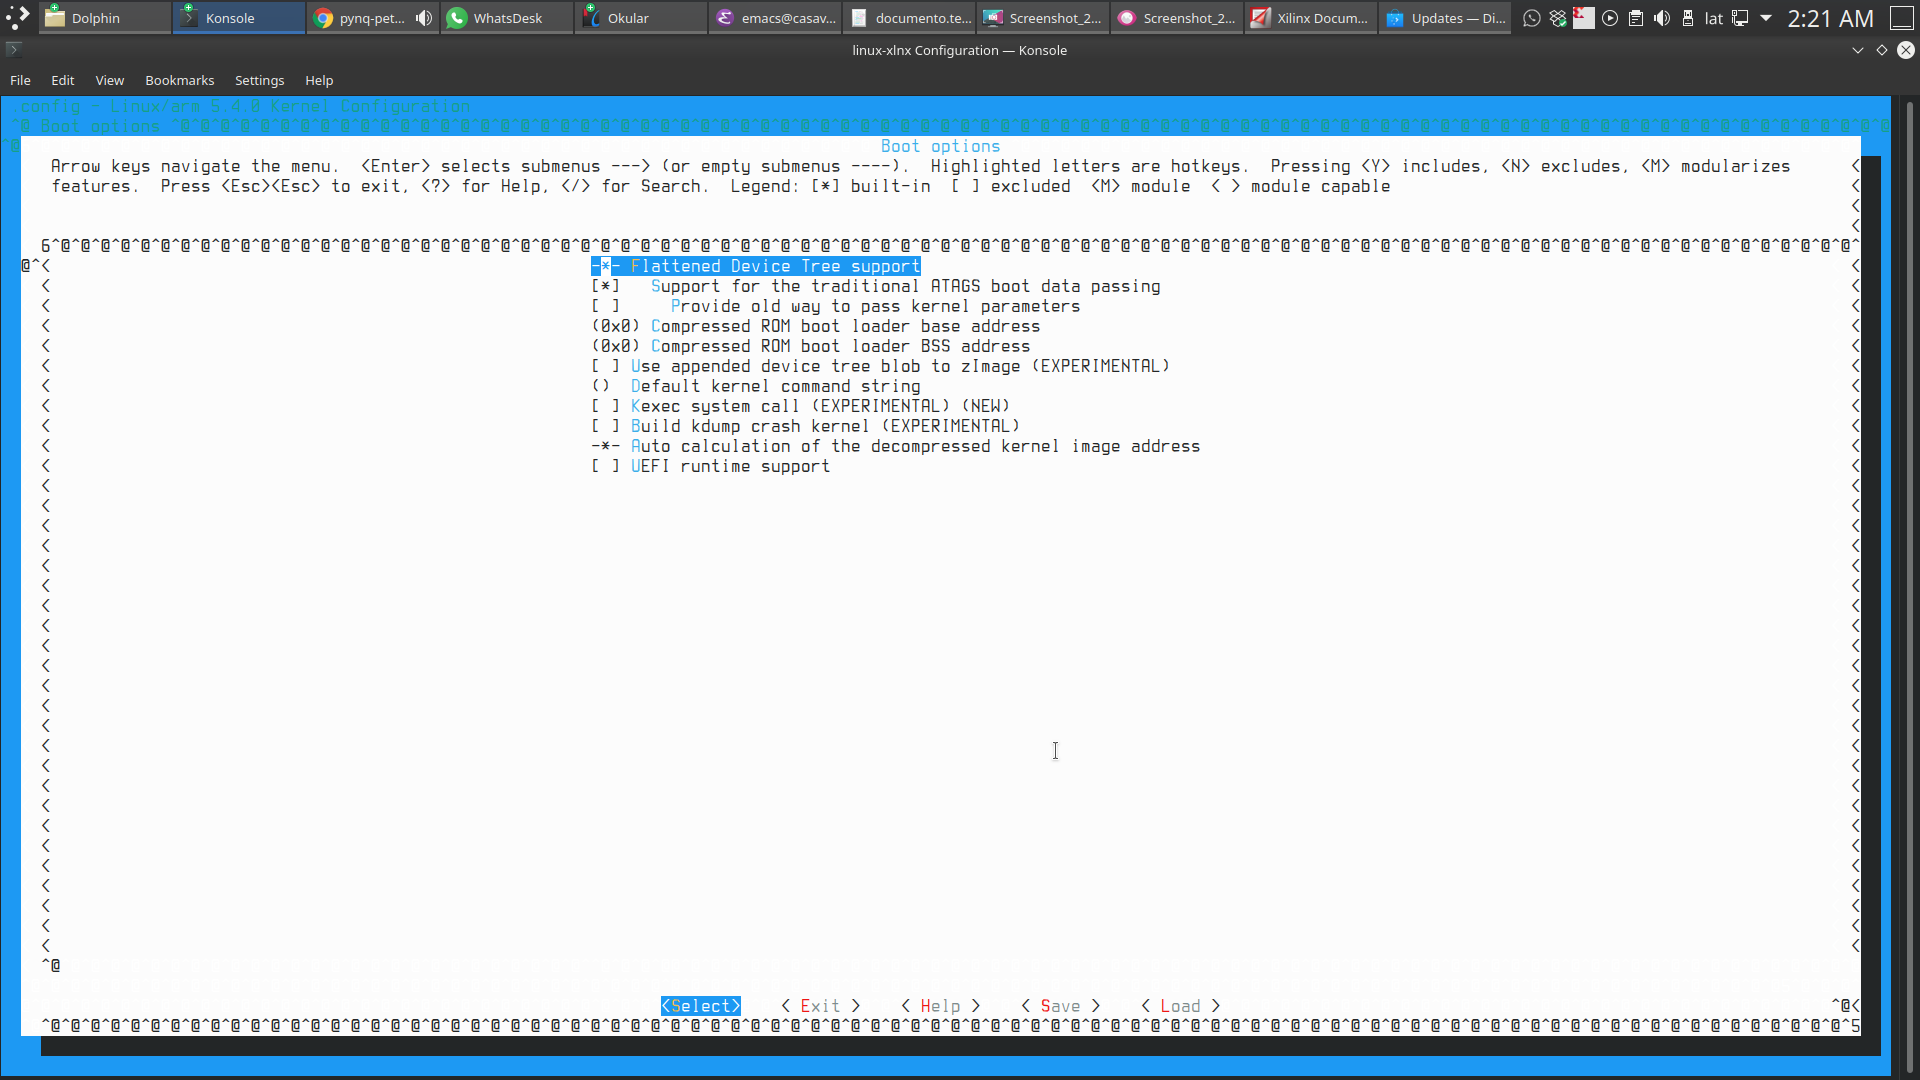 Dolphin Konsole pynq-pet... WhatsDesk Okular emacs@casav... documento.te... Screenshot_2... Screenshot_2... Xilinx Docum... Updates — Di... lat 2:21 AM
linux-xlnx Configuration — Konsole
File Edit View Bookmarks Settings Help
.config - Linux/arm 5.4.0 Kernel Configuration
Boot options
Boot options
Arrow keys navigate the menu. <Enter> selects submenus ---> (or empty submenus ----). Highlighted letters are hotkeys. Pressing <Y> includes, <N> excludes, <M> modularizes
features. Press <Esc><Esc> to exit, <?> for Help, </> for Search. Legend: [*] built-in [ ] excluded <M> module < > module capable
-*- Flattened Device Tree support
[*] Support for the traditional ATAGS boot data passing
[ ] Provide old way to pass kernel parameters
(0x0) Compressed ROM boot loader base address
(0x0) Compressed ROM boot loader BSS address
[ ] Use appended device tree blob to zImage (EXPERIMENTAL)
() Default kernel command string
[ ] Kexec system call (EXPERIMENTAL) (NEW)
[ ] Build kdump crash kernel (EXPERIMENTAL)
-*- Auto calculation of the decompressed kernel image address
[ ] UEFI runtime support
<Select> < Exit > < Help > < Save > < Load >